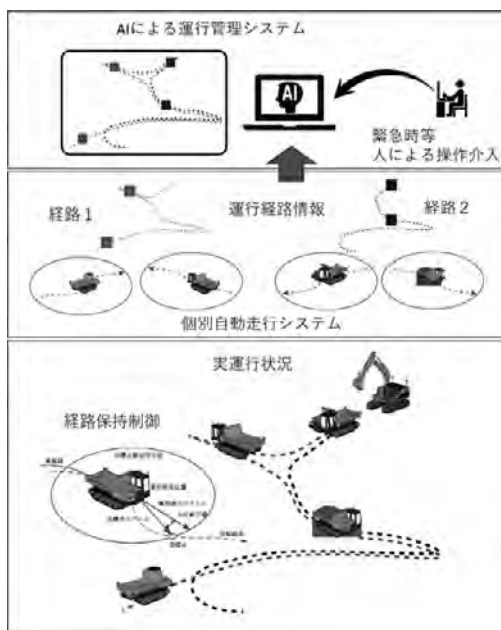 AIによる運行管理システム
AI
緊急時等
人による操作介入
経路1
運行経路情報
経路2
個別自動走行システム
実運行状況
経路保持制御